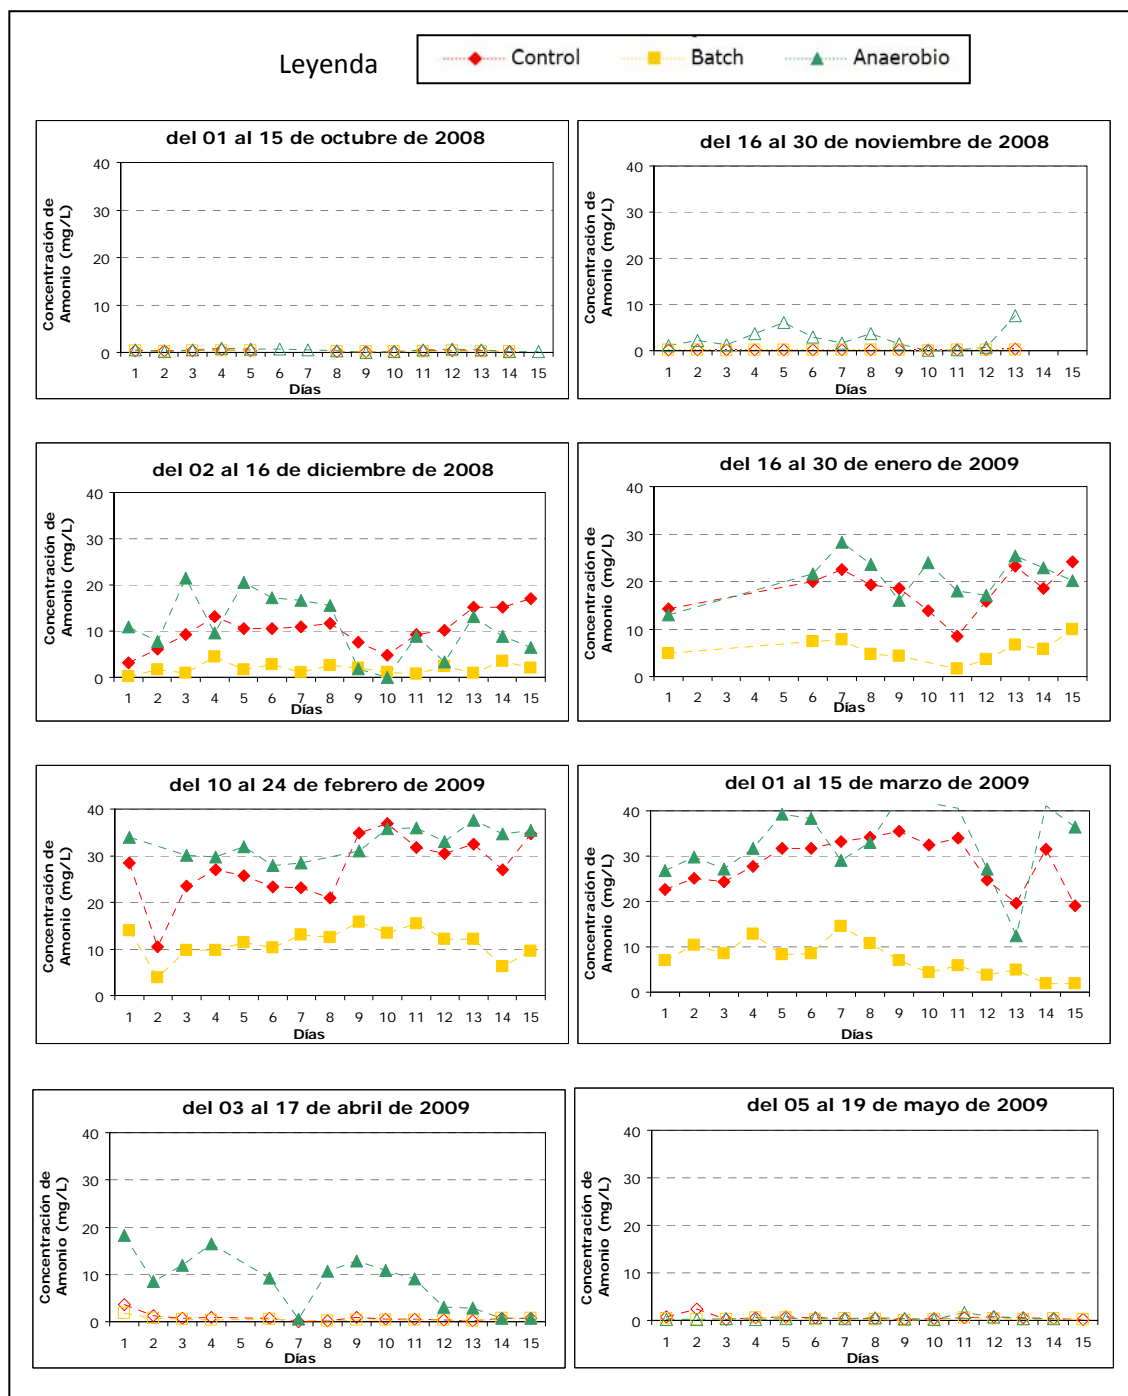 Leyenda
Control Batch Anaerobio
del 01 al 15 de octubre de 2008
Concentración de
Amonio (mg/L)
40
30
20
10
0
1 2 3 4 5 6 7 8 9 10 11 12 13 14 15
Días
del 16 al 30 de noviembre de 2008
Concentración de
Amonio (mg/L)
40
30
20
10
0
1 2 3 4 5 6 7 8 9 10 11 12 13 14 15
Días
del 02 al 16 de diciembre de 2008
Concentración de
Amonio (mg/L)
40
30
20
10
0
1 2 3 4 5 6 7 8 9 10 11 12 13 14 15
Días
del 16 al 30 de enero de 2009
Concentración de
Amonio (mg/L)
40
30
20
10
0
1 2 3 4 5 6 7 8 9 10 11 12 13 14 15
Días
del 10 al 24 de febrero de 2009
Concentración de
Amonio (mg/L)
40
30
20
10
0
1 2 3 4 5 6 7 8 9 10 11 12 13 14 15
Días
del 01 al 15 de marzo de 2009
Concentración de
Amonio (mg/L)
40
30
20
10
0
1 2 3 4 5 6 7 8 9 10 11 12 13 14 15
Días
del 03 al 17 de abril de 2009
Concentración de
Amonio (mg/L)
40
30
20
10
0
1 2 3 4 5 6 7 8 9 10 11 12 13 14 15
Días
del 05 al 19 de mayo de 2009
Concentración de
Amonio (mg/L)
40
30
20
10
0
1 2 3 4 5 6 7 8 9 10 11 12 13 14 15
Días